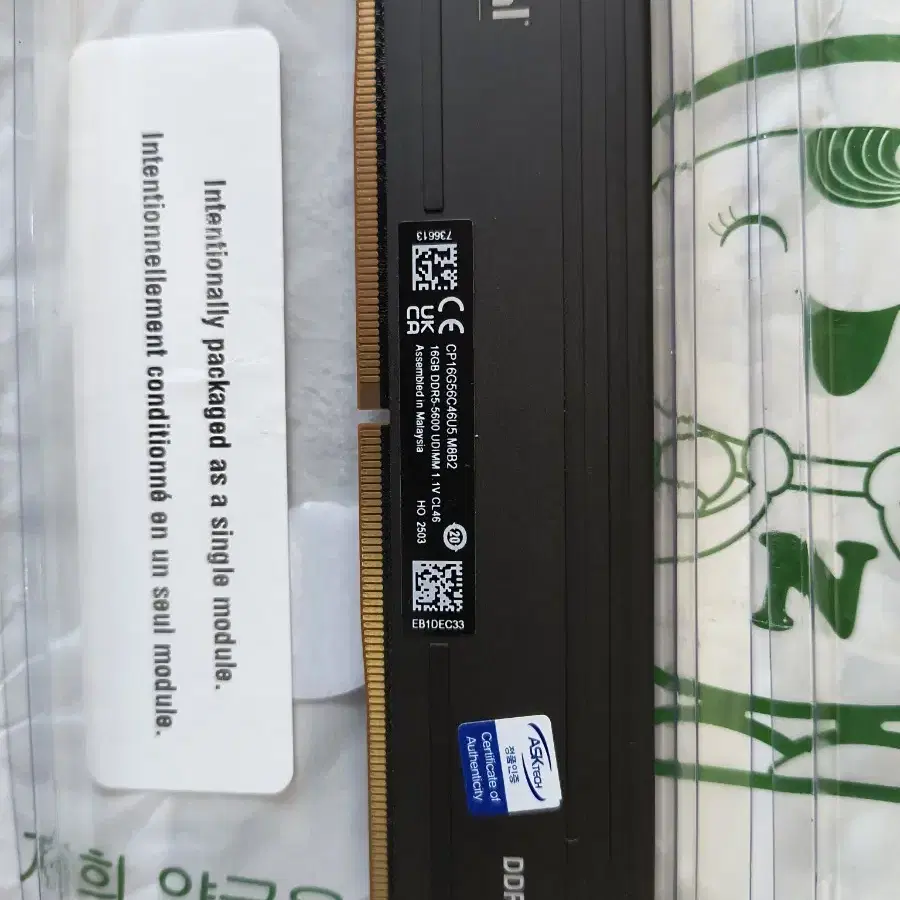 Intentionally packaged as a single module.
Intentionnellement conditionné en un seul module.
736613
CE
UK
CA
CP16G56C46U5.M8B2
16GB DDR5-5600 UDIMM 1.1V CL46
Assembled in Malaysia
HO 2503
20
EB1DEC33
ASKTECH
정품인증
Certificate of
Authenticity